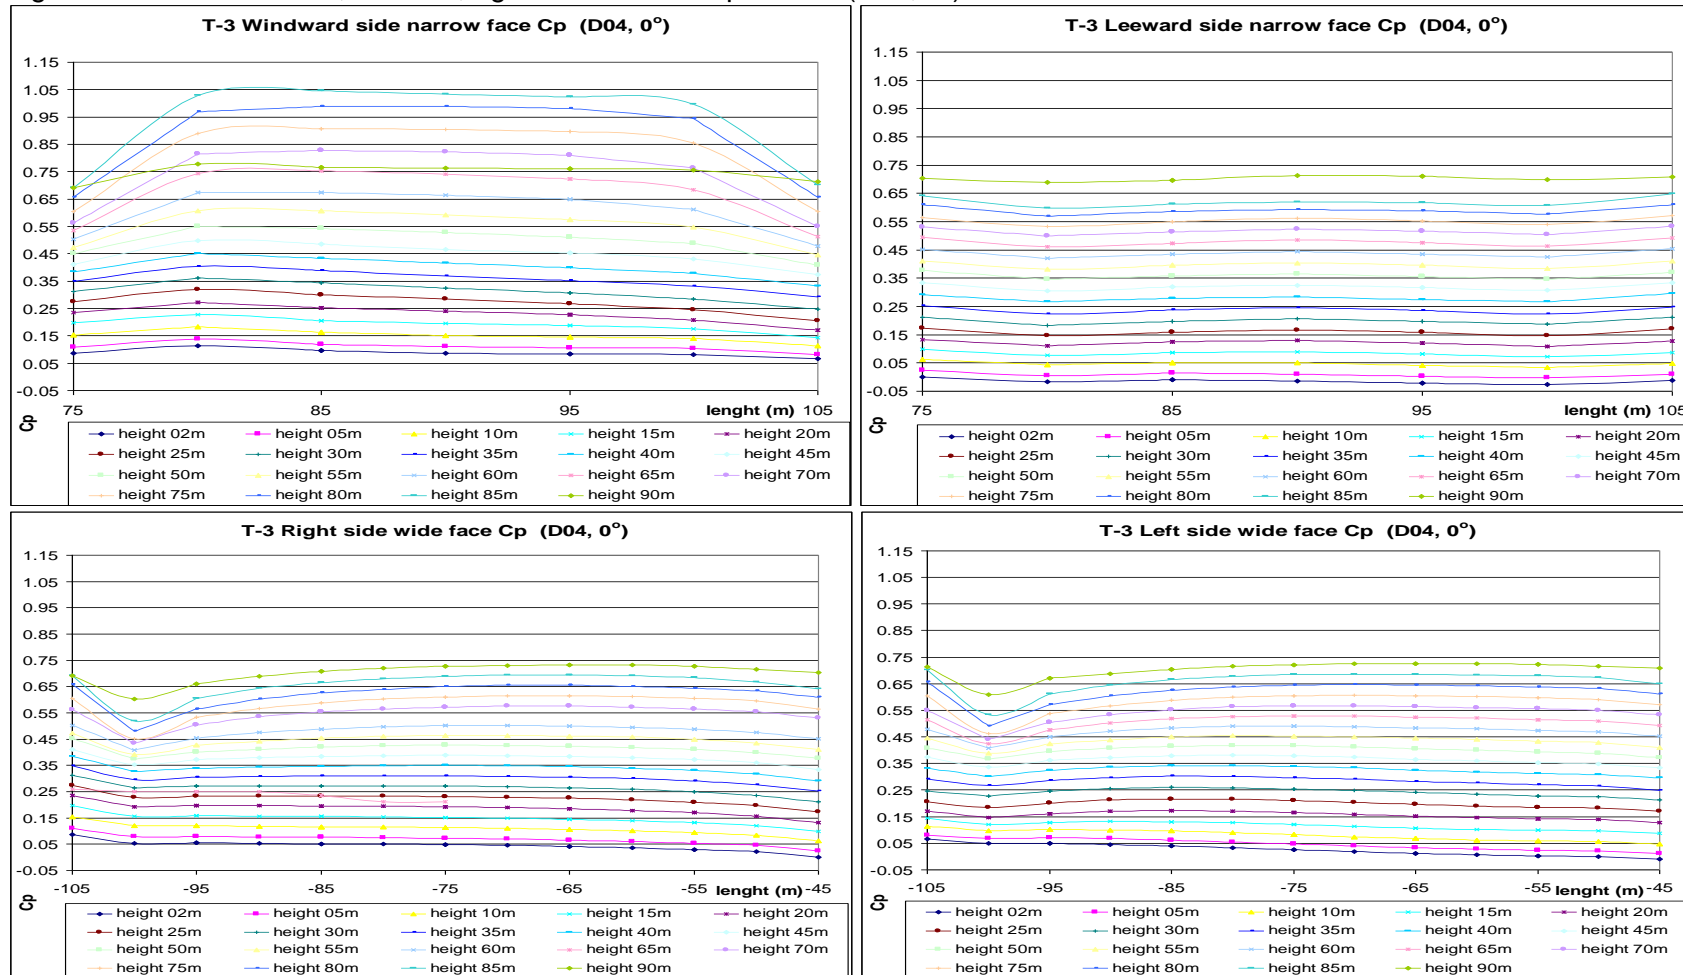 T-3 Windward side narrow face Cp (D04, 0°)
1.15
1.05
0.95
0.85
0.75
0.65
0.55
0.45
0.35
0.25
0.15
0.05
-0.05
75 85 95 105
lenght (m)
Cp
height 02m height 05m height 10m height 15m height 20m
height 25m height 30m height 35m height 40m height 45m
height 50m height 55m height 60m height 65m height 70m
height 75m height 80m height 85m height 90m
T-3 Leeward side narrow face Cp (D04, 0°)
1.15
1.05
0.95
0.85
0.75
0.65
0.55
0.45
0.35
0.25
0.15
0.05
-0.05
75 85 95 105
lenght (m)
Cp
height 02m height 05m height 10m height 15m height 20m
height 25m height 30m height 35m height 40m height 45m
height 50m height 55m height 60m height 65m height 70m
height 75m height 80m height 85m height 90m
T-3 Right side wide face Cp (D04, 0°)
1.15
1.05
0.95
0.85
0.75
0.65
0.55
0.45
0.35
0.25
0.15
0.05
-0.05
-105 -95 -85 -75 -65 -55 -45
lenght (m)
Cp
height 02m height 05m height 10m height 15m height 20m
height 25m height 30m height 35m height 40m height 45m
height 50m height 55m height 60m height 65m height 70m
height 75m height 80m height 85m height 90m
T-3 Left side wide face Cp (D04, 0°)
1.15
1.05
0.95
0.85
0.75
0.65
0.55
0.45
0.35
0.25
0.15
0.05
-0.05
-105 -95 -85 -75 -65 -55 -45
lenght (m)
Cp
height 02m height 05m height 10m height 15m height 20m
height 25m height 30m height 35m height 40m height 45m
height 50m height 55m height 60m height 65m height 70m
height 75m height 80m height 85m height 90m